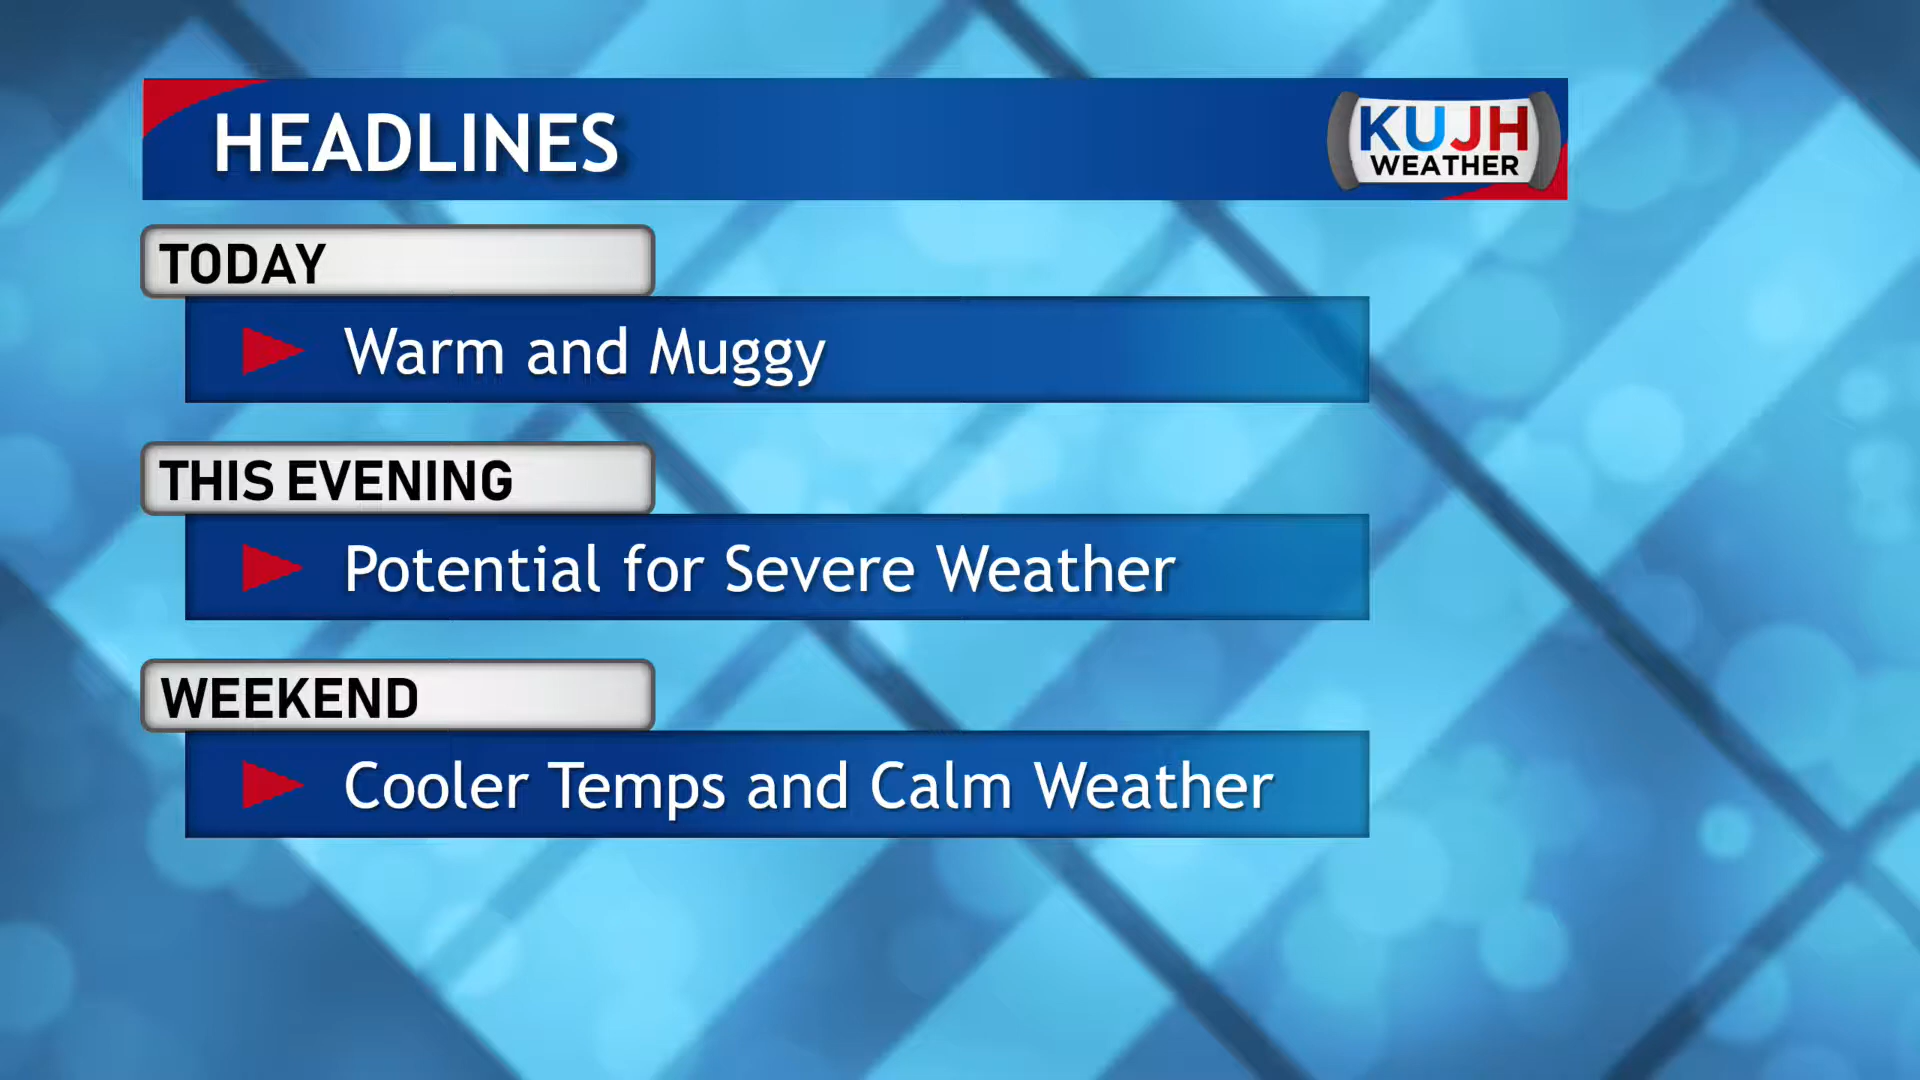 HEADLINES
KUJH
WEATHER
TODAY
Warm and Muggy
THIS EVENING
Potential for Severe Weather
WEEKEND
Cooler Temps and Calm Weather